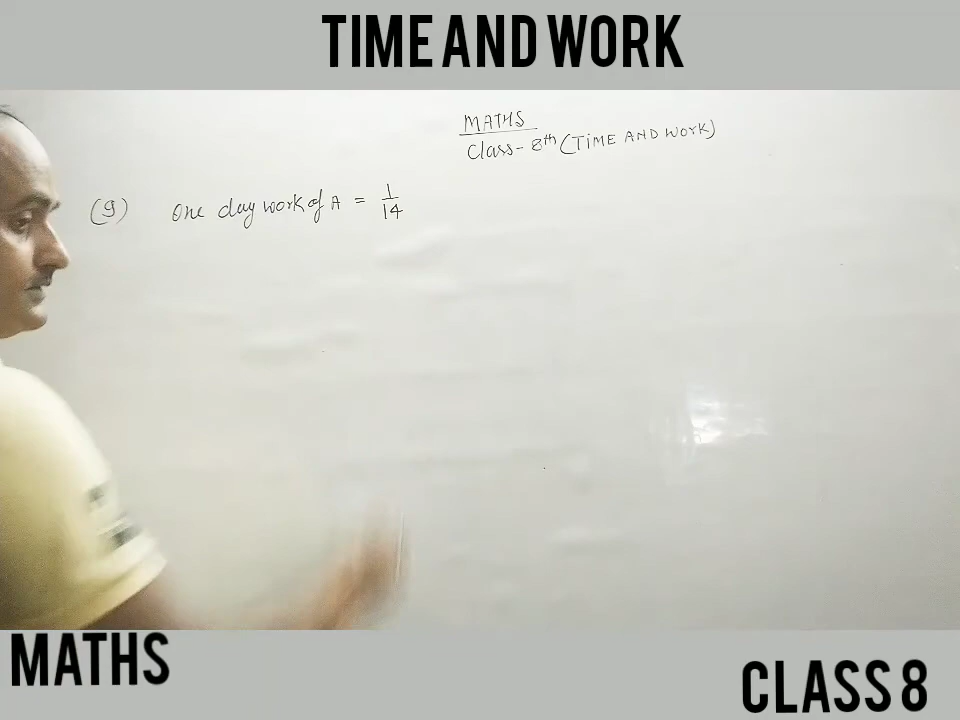 TIME AND WORK
MATHS
Class- 8th (TIME AND WORK)
(9) One day work of A = 1/14
MATHS
CLASS 8